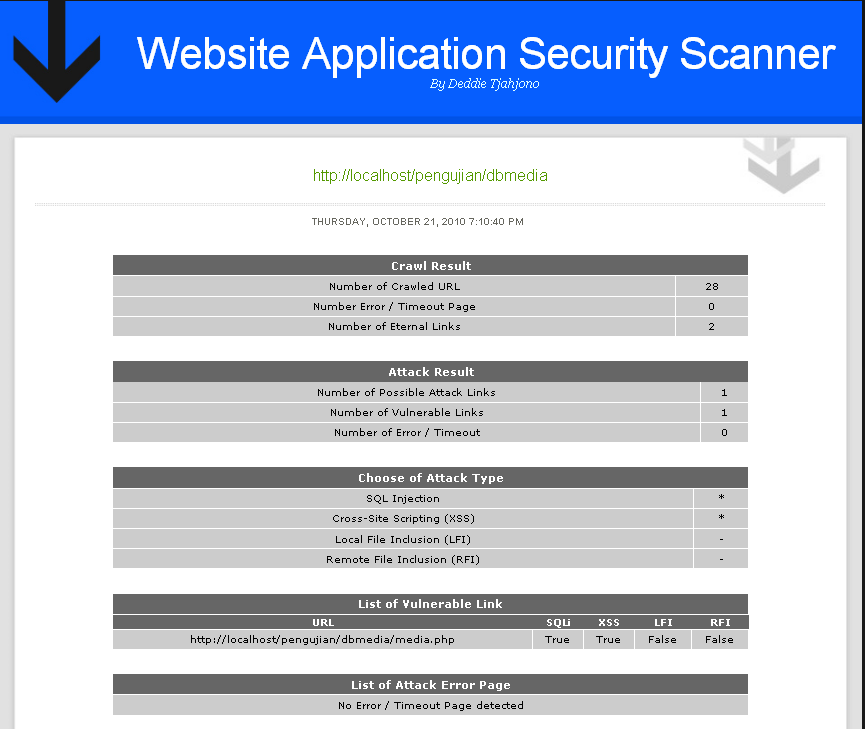 Website Application Security Scanner
By Deddie Tjahjono
http://localhost/pengujian/dbmedia
THURSDAY, OCTOBER 21, 2010 7:10:40 PM
Crawl Result
Number of Crawled URL 28
Number Error / Timeout Page 0
Number of Eternal Links 2
Attack Result
Number of Possible Attack Links 1
Number of Vulnerable Links 1
Number of Error / Timeout 0
Choose of Attack Type
SQL Injection *
Cross-Site Scripting (XSS) *
Local File Inclusion (LFI) -
Remote File Inclusion (RFI) -
List of Vulnerable Link
URL SQLi XSS LFI RFI
http://localhost/pengujian/dbmedia/media.php True True False False
List of Attack Error Page
No Error / Timeout Page detected